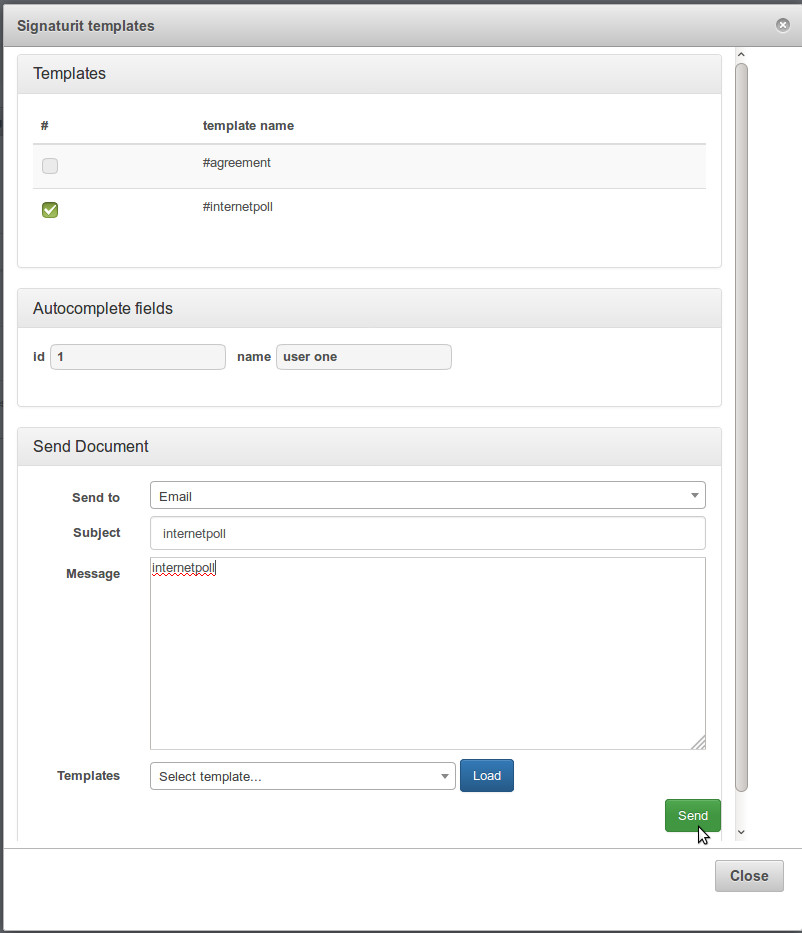 Signaturit templates
Templates
# template name
#agreement
#internetpoll
Autocomplete fields
id 1 name user one
Send Document
Send to Email
Subject internetpoll
Message internetpoll
Templates Select template... Load
Send
Close